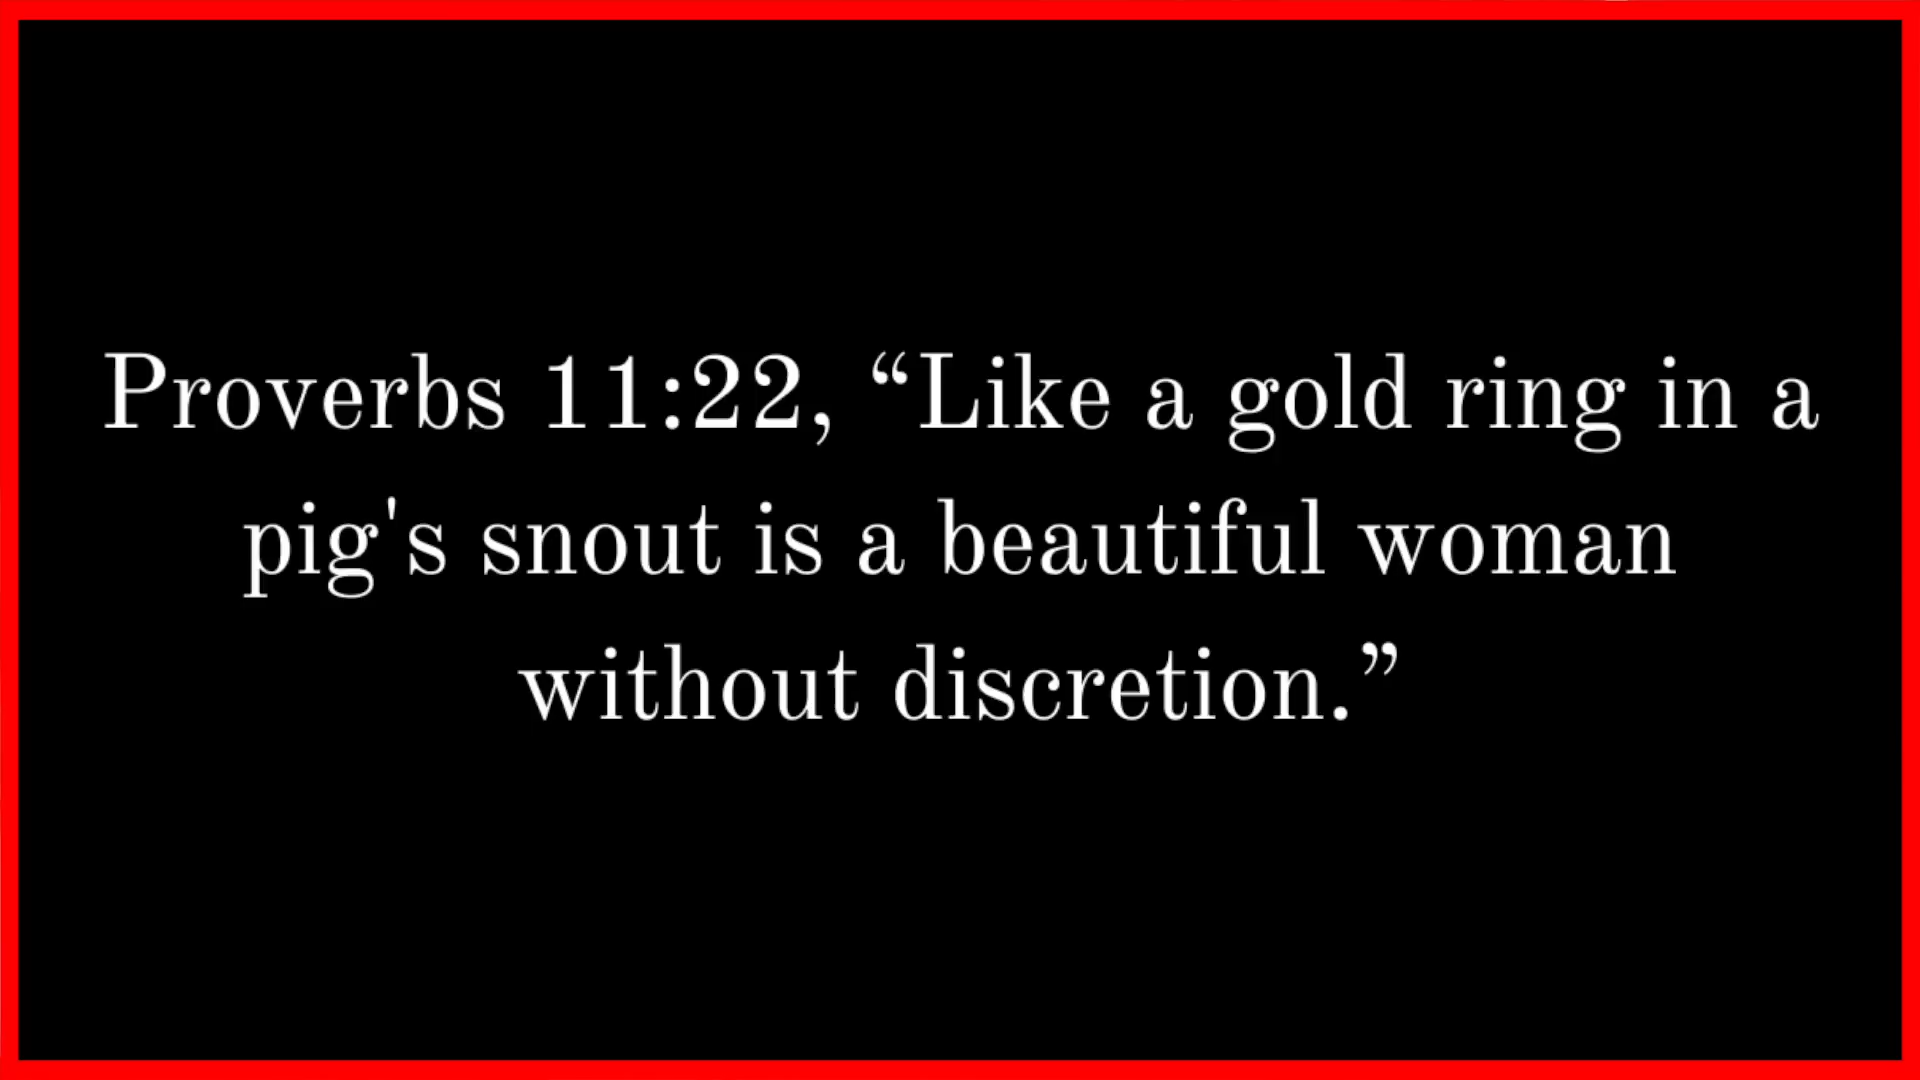 Proverbs 11:22, “Like a gold ring in a
pig's snout is a beautiful woman
without discretion.”